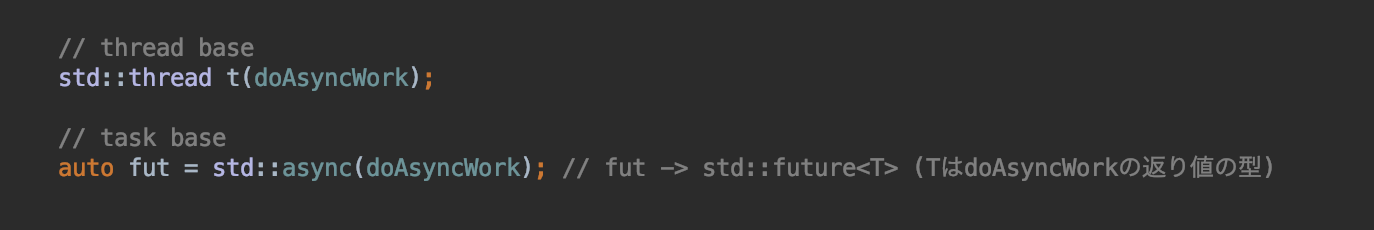 // thread base
std::thread t(doAsyncWork);
// task base
auto fut = std::async(doAsyncWork); // fut -> std::future<T> (TはdoAsyncWorkの返り値の型)